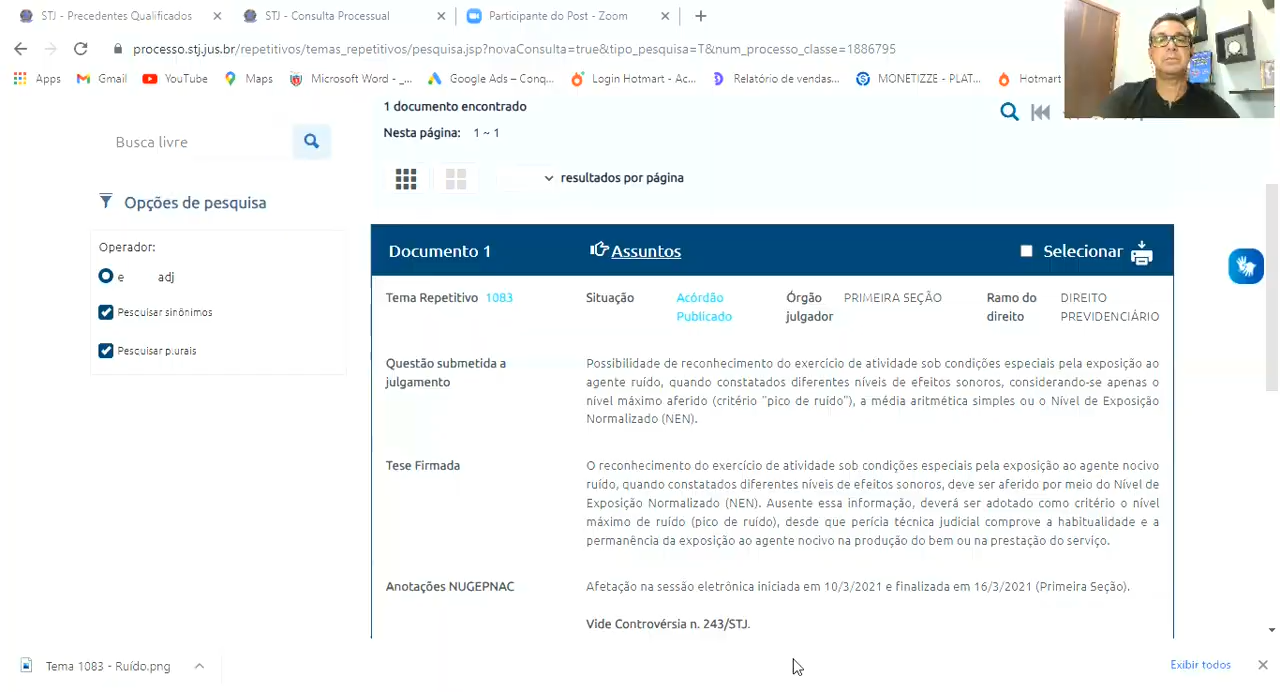 STJ - Precedentes Qualificados
STJ - Consulta Processual
Participante do Post - Zoom
processo.stj.jus.br/repetitivos/temas_repetitivos/pesquisa.jsp?novaConsulta=true&tipo_pesquisa=T&num_processo_classe=1886795
Apps
Gmail
YouTube
Maps
Microsoft Word - _...
Google Ads – Conq...
Login Hotmart - Ac...
Relatório de vendas...
MONETIZZE - PLAT...
Hotmart
1 documento encontrado
Nesta página: 1 ~ 1
Busca livre
resultados por página
Opções de pesquisa
Operador:
e adj
Pesquisar sinônimos
Pesquisar plurais
Documento 1
Assuntos
Selecionar
Tema Repetitivo 1083
Situação
Acórdão
Publicado
Órgão
julgador
PRIMEIRA SEÇÃO
Ramo do
direito
DIREITO
PREVIDENCIÁRIO
Questão submetida a
julgamento
Possibilidade de reconhecimento do exercício de atividade sob condições especiais pela exposição ao
agente ruído, quando constatados diferentes níveis de efeitos sonoros, considerando-se apenas o
nível máximo aferido (critério "pico de ruído"), a média aritmética simples ou o Nível de Exposição
Normalizado (NEN).
Tese Firmada
O reconhecimento do exercício de atividade sob condições especiais pela exposição ao agente nocivo
ruído, quando constatados diferentes níveis de efeitos sonoros, deve ser aferido por meio do Nível de
Exposição Normalizado (NEN). Ausente essa informação, deverá ser adotado como critério o nível
máximo de ruído (pico de ruído), desde que perícia técnica judicial comprove a habitualidade e a
permanência da exposição ao agente nocivo na produção do bem ou na prestação do serviço.
Anotações NUGEPNAC
Afetação na sessão eletrônica iniciada em 10/3/2021 e finalizada em 16/3/2021 (Primeira Seção).
Vide Controvérsia n. 243/STJ.
Tema 1083 - Ruído.png
Exibir todos